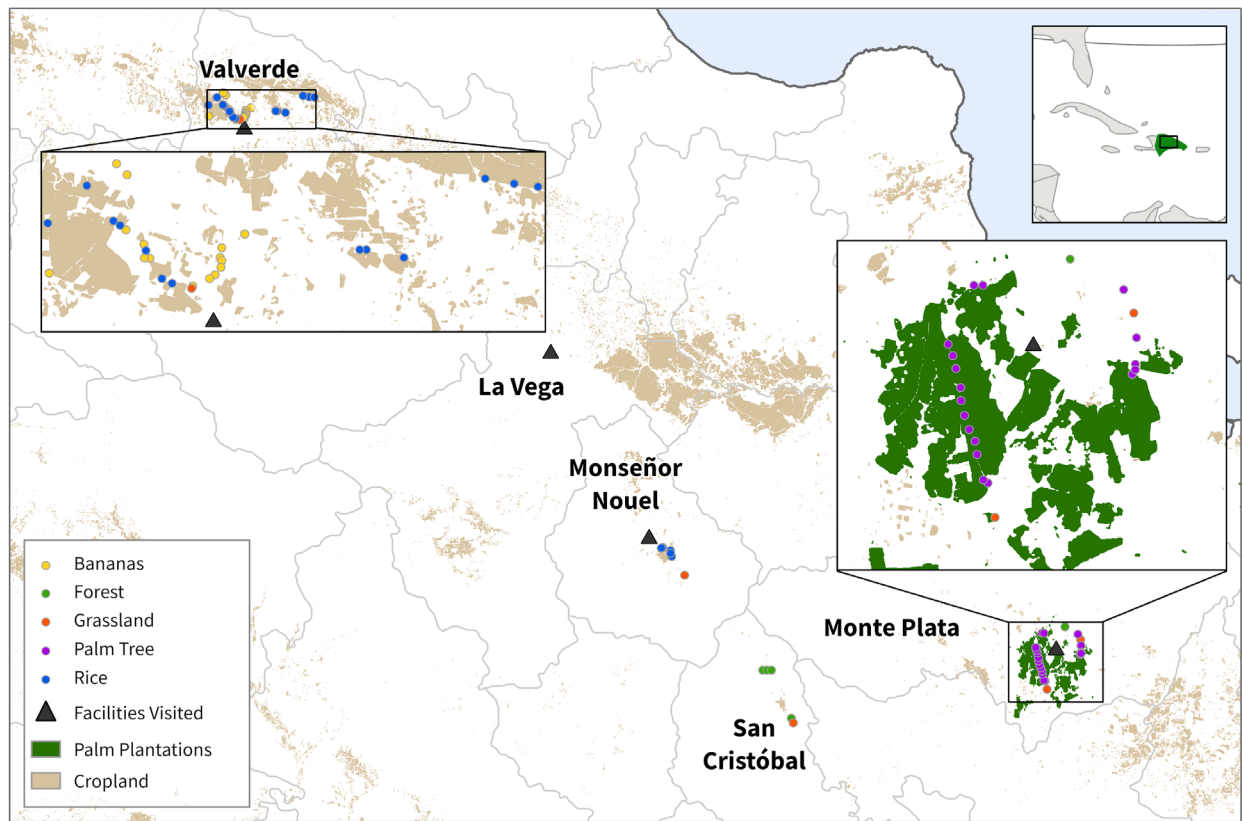 Valverde
La Vega
Monseñor
Nouel
Monte Plata
San
Cristóbal
Bananas
Forest
Grassland
Palm Tree
Rice
Facilities Visited
Palm Plantations
Cropland